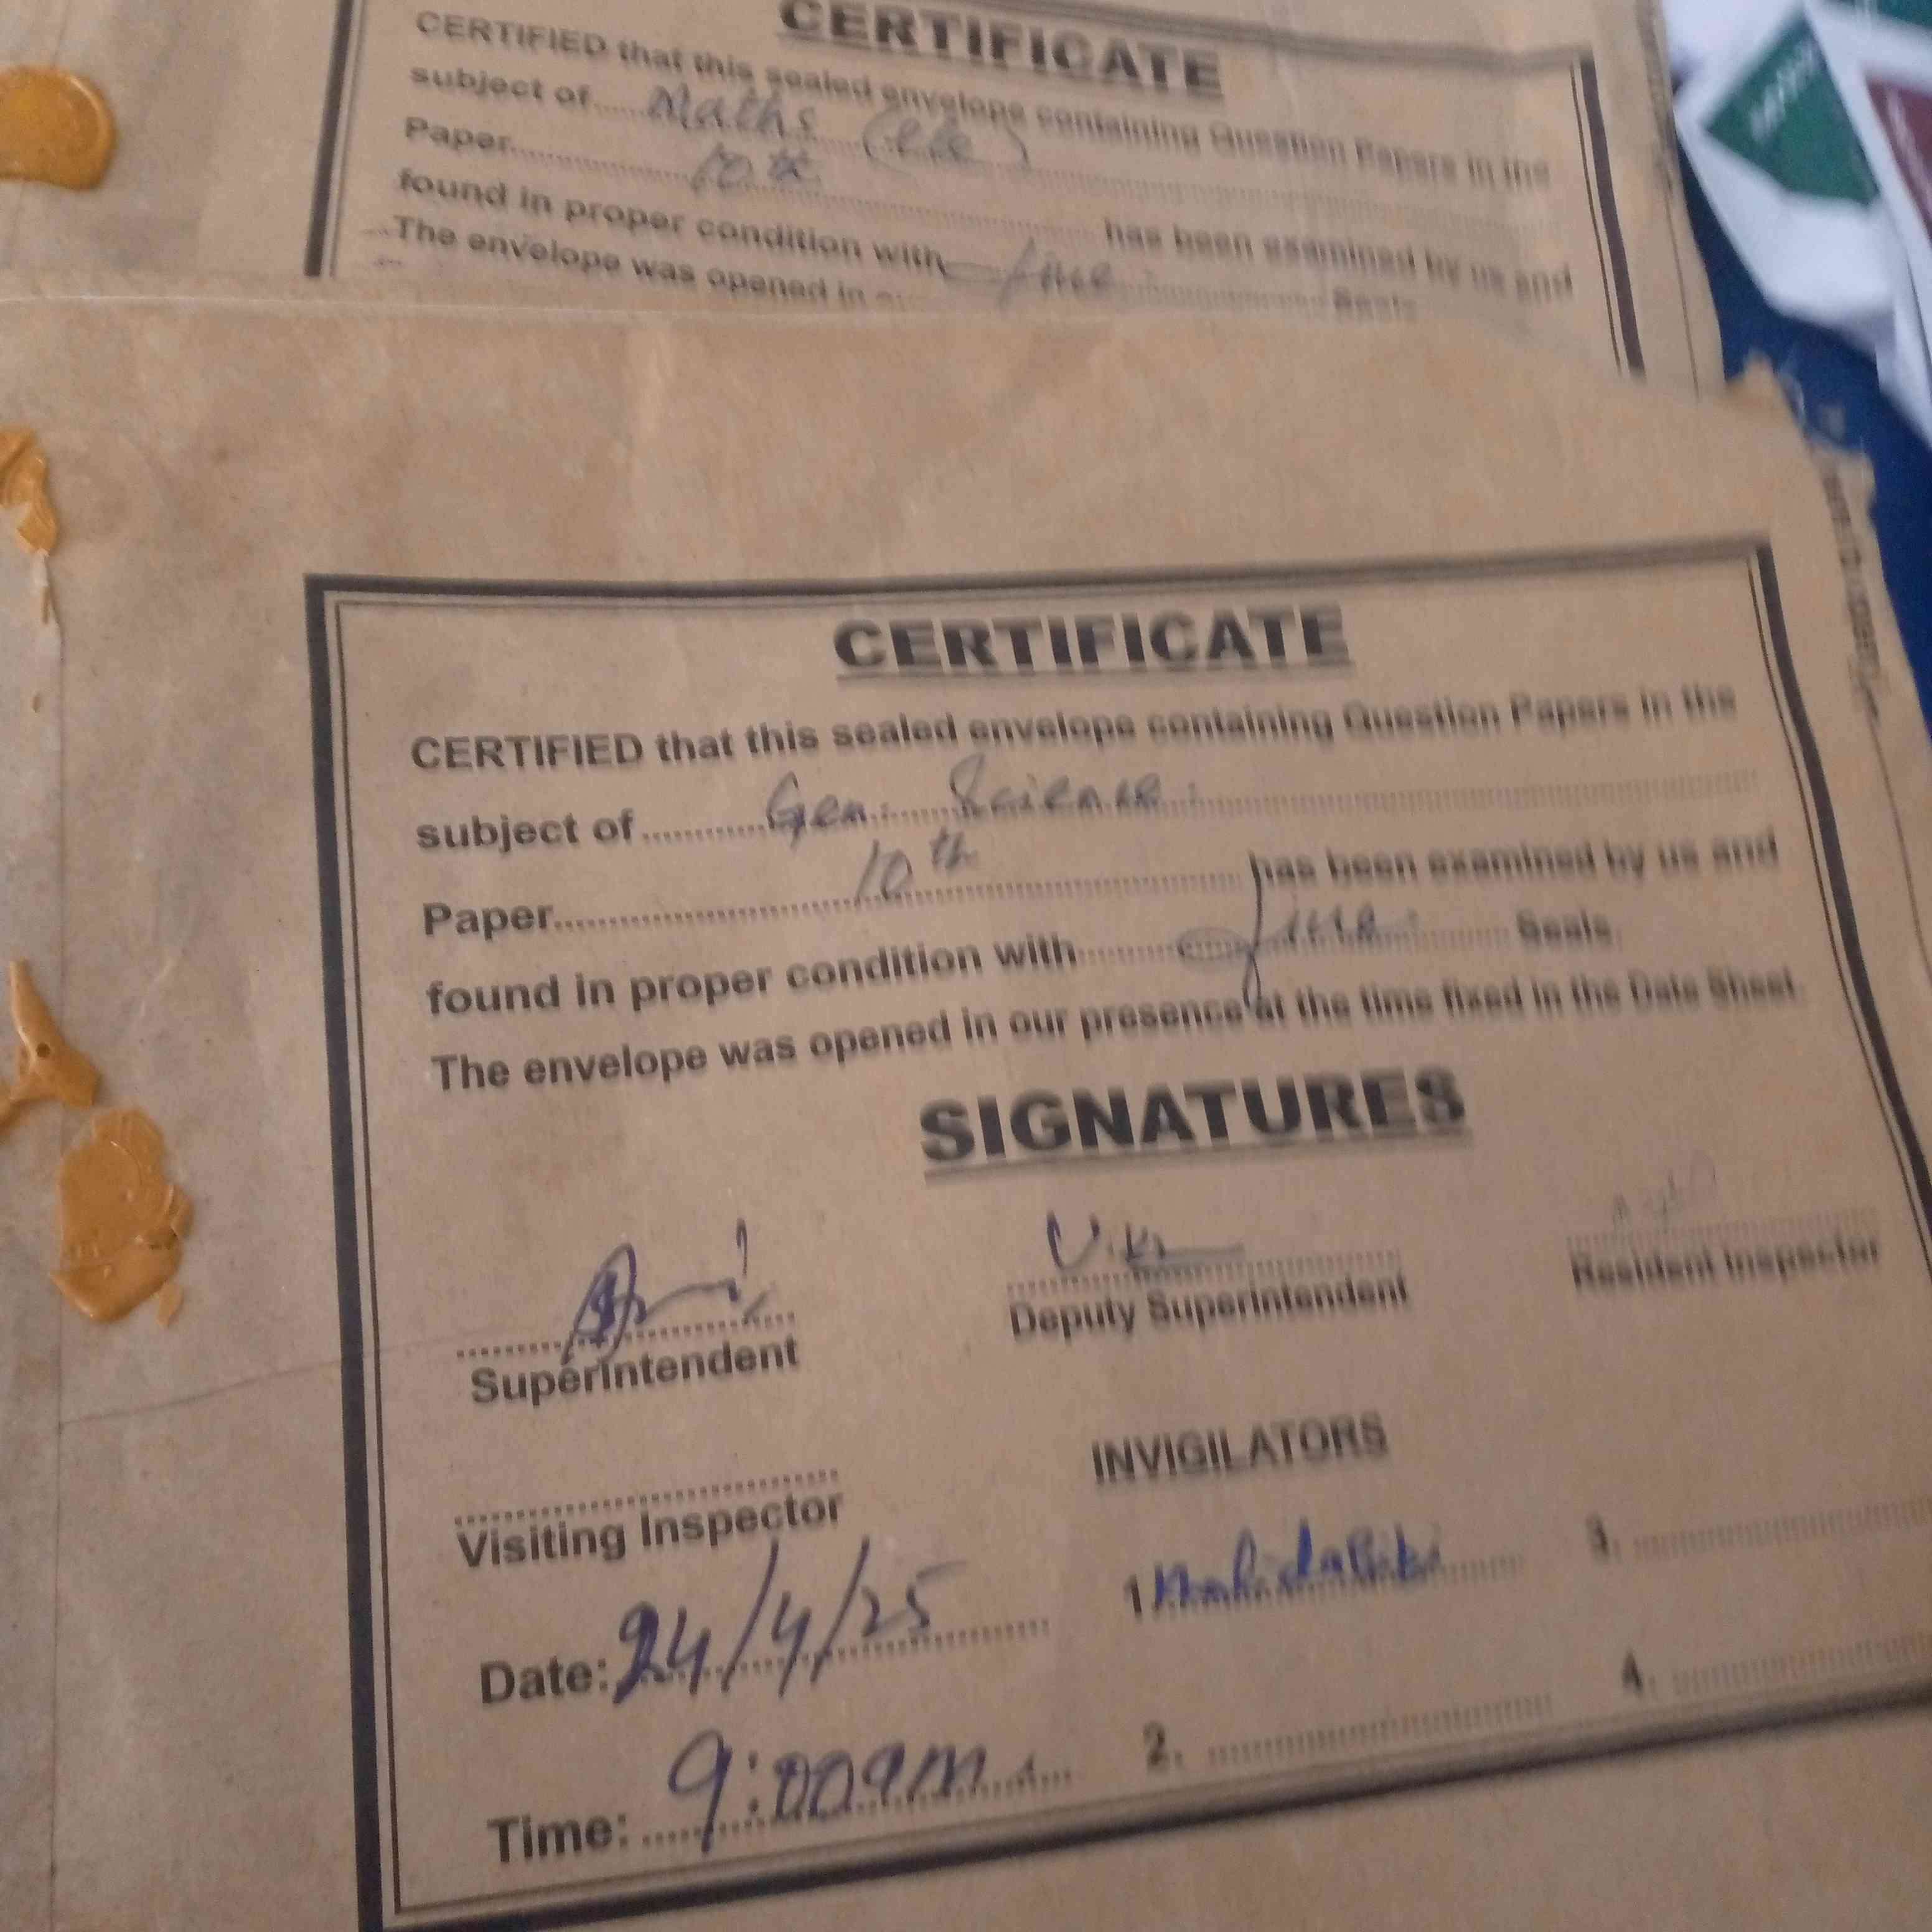 CERTIFICATE
CERTIFIED that this sealed envelope containing Question Papers in the
subject of Maths (ele)
Paper 10th has been examined by us and
found in proper condition with fine Seals
The envelope was opened in
CERTIFICATE
CERTIFIED that this sealed envelope containing Question Papers in the
subject of Gen. Science.
Paper 10th has been examined by us and
found in proper condition with fine Seals
The envelope was opened in our presence at the time fixed in the Date Sheet.
SIGNATURES
Superintendent
Deputy Superintendent
Resident Inspector
Visiting Inspector
INVIGILATORS
1.
3.
Date: 24/4/25
2.
4.
Time: 9:00am